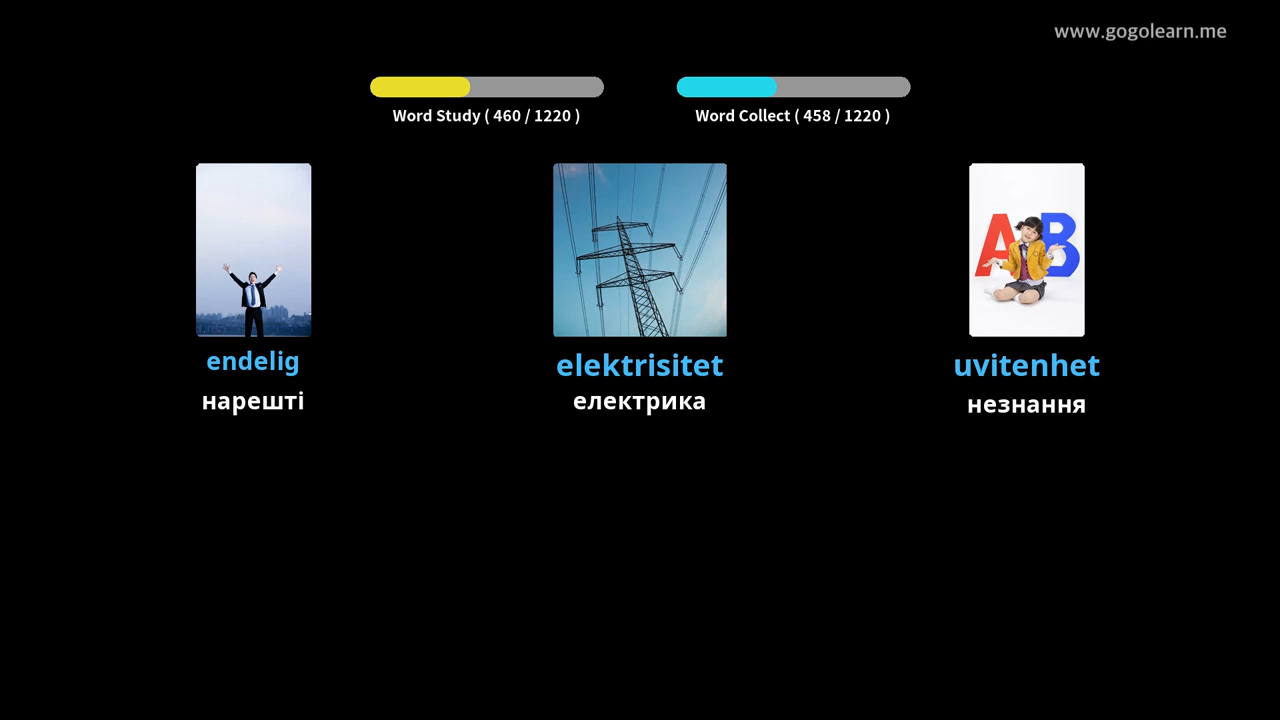 www.gogolearn.me
Word Study ( 460 / 1220 )
Word Collect ( 458 / 1220 )
endelig
elektrisitet
uvitenhet
нарешті
електрика
незнання